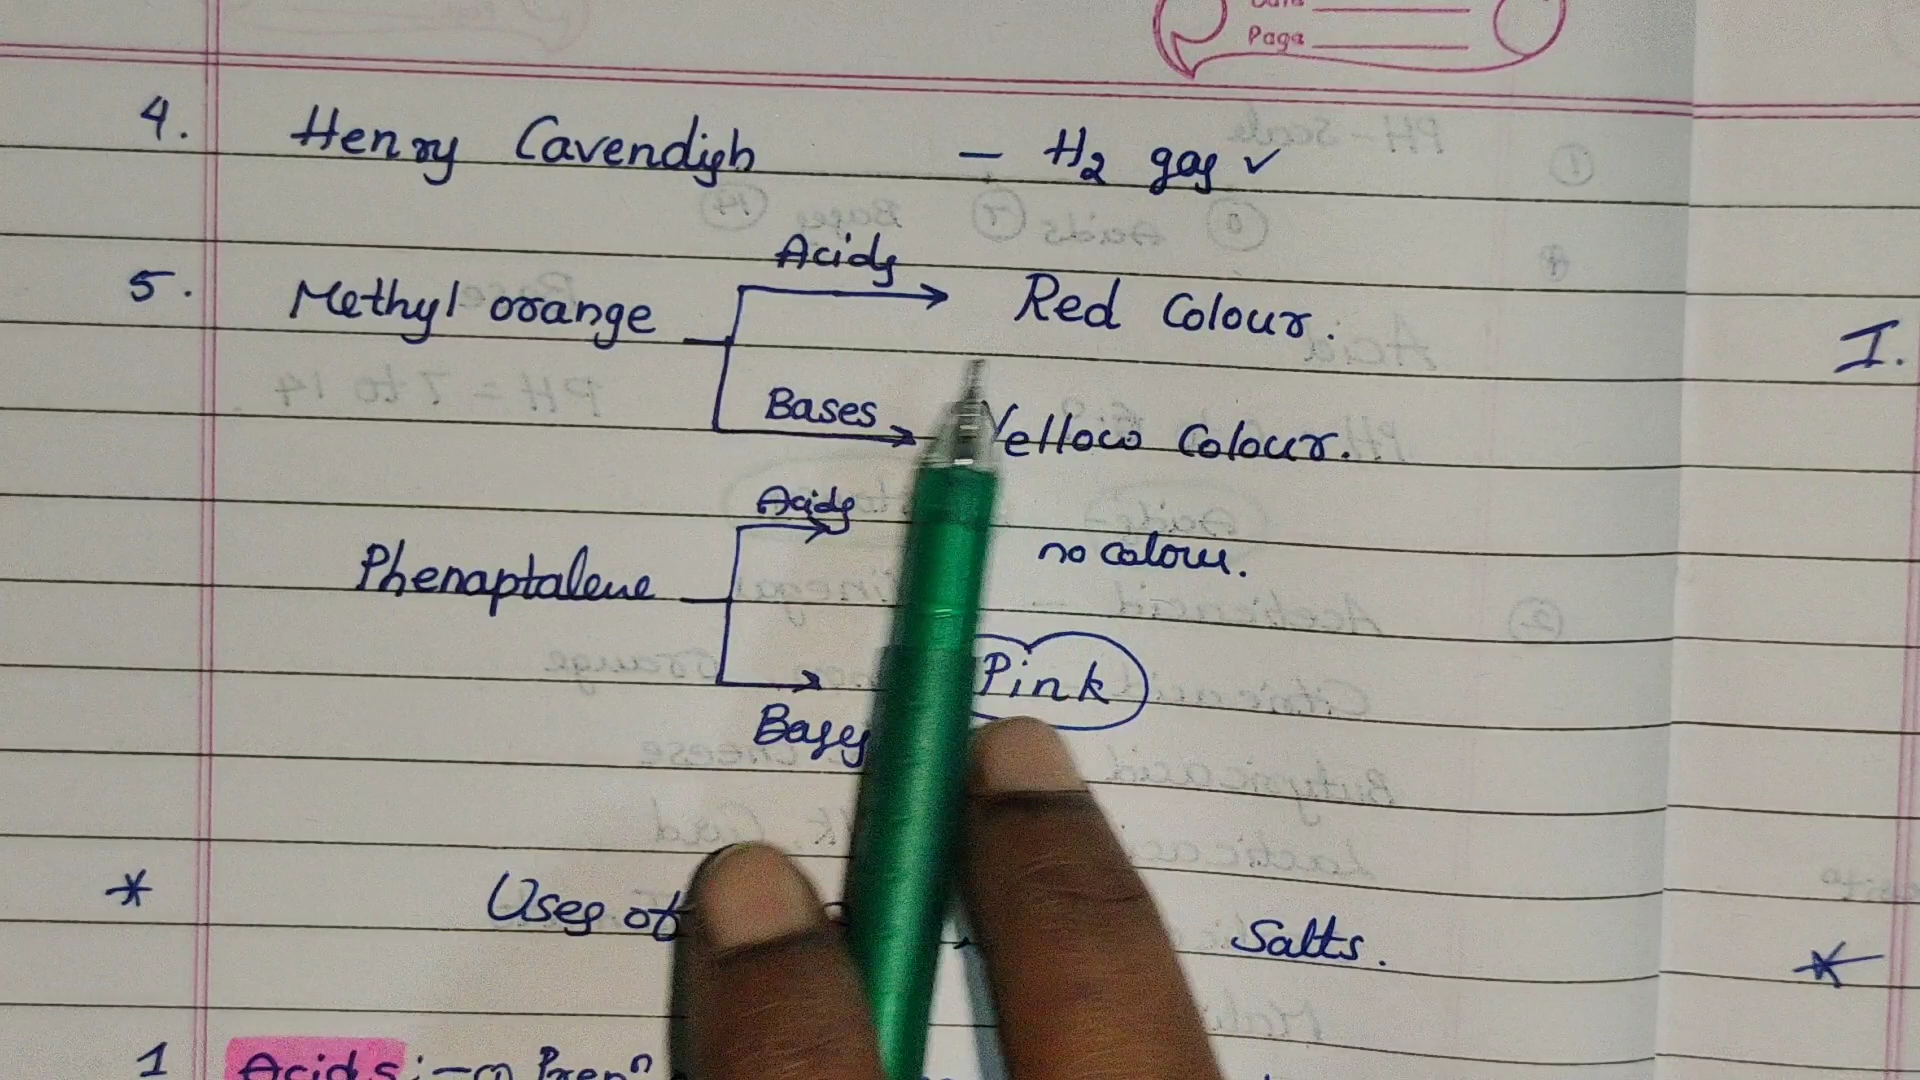 Page
4. Henry Cavendish - H2 gas ✓
Acids
5. Methyl orange Red Colour.
Bases Yellow Colour.
Acids
no colour.
Phenaptalene
Pink
Bases
* Uses of Salts.
1 Acids :-
I.